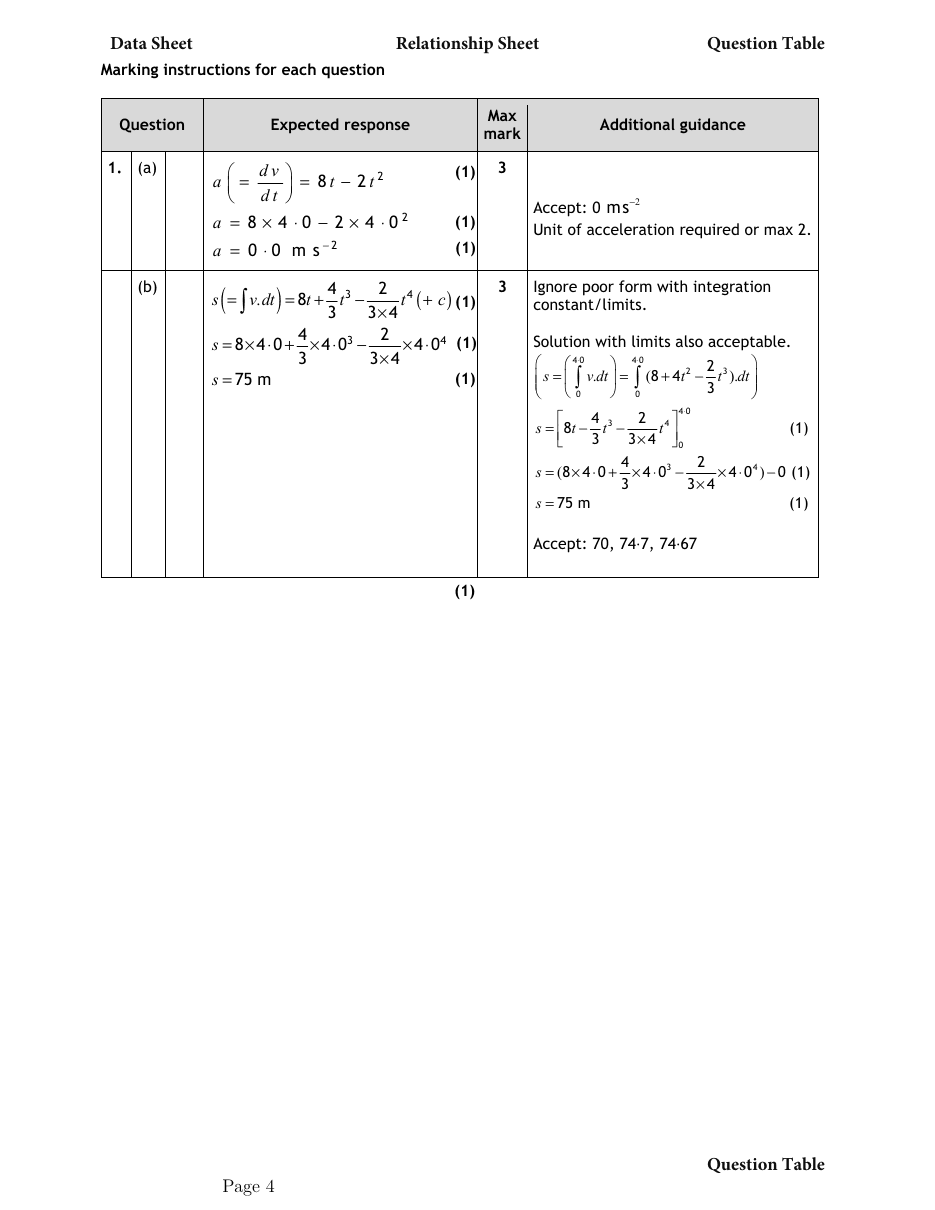 Data Sheet Relationship Sheet Question Table
Marking instructions for each question
Question Expected response Max mark Additional guidance
1. (a) a ( = dv/dt ) = 8t − 2t² (1) 3
a = 8 × 4·0 − 2 × 4·0² (1)
a = 0·0 m s⁻² (1)
Accept: 0 ms⁻²
Unit of acceleration required or max 2.
(b) s(=∫v.dt) = 8t + 4/3 t³ − 2/(3×4) t⁴ (+ c) (1) 3
s = 8×4·0 + 4/3 ×4·0³ − 2/(3×4) ×4·0⁴ (1)
s = 75 m (1)
Ignore poor form with integration
constant/limits.
Solution with limits also acceptable.
( s = ( ∫₀^4·0 v.dt ) = ∫₀^4·0 (8 + 4t² − 2/3 t³).dt )
s = [ 8t − 4/3 t³ − 2/(3×4) t⁴ ]₀^4·0 (1)
s = (8×4·0 + 4/3 ×4·0³ − 2/(3×4) ×4·0⁴) − 0 (1)
s = 75 m (1)
Accept: 70, 74·7, 74·67
(1)
Question Table
Page 4